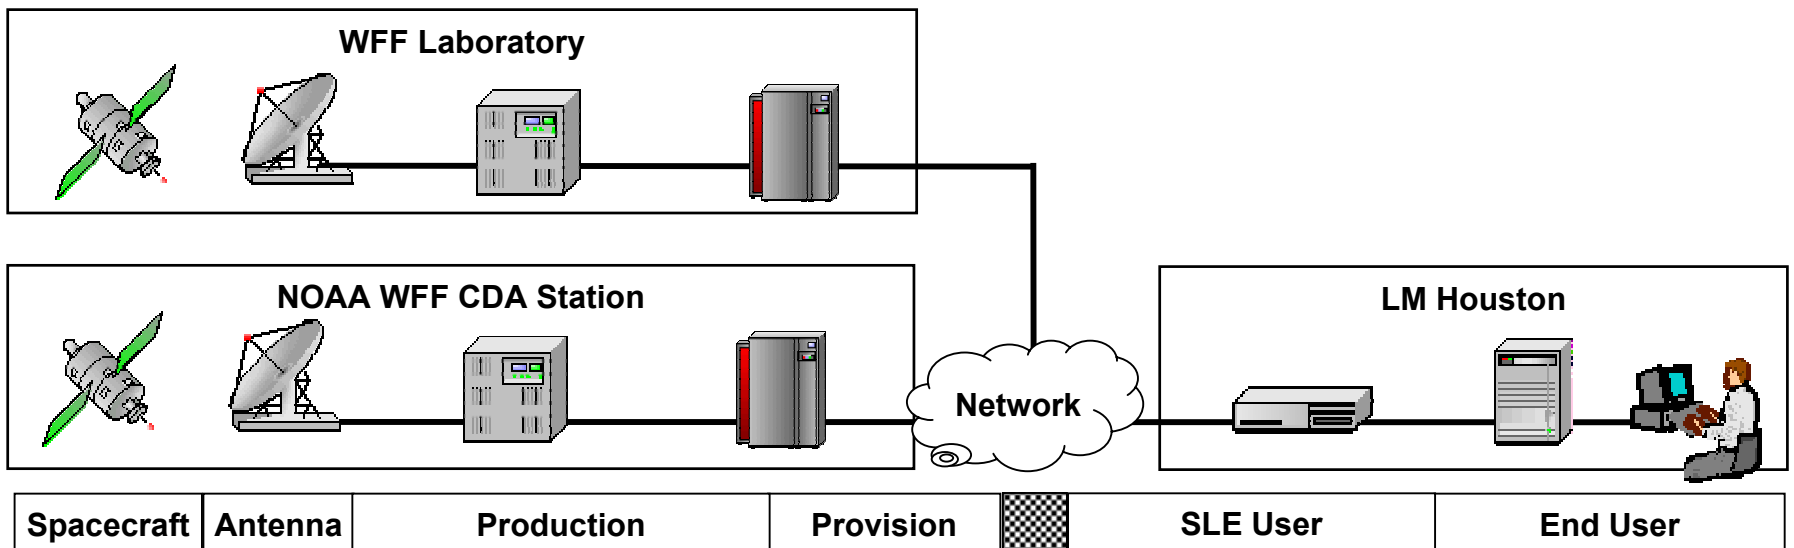 WFF Laboratory
NOAA WFF CDA Station
LM Houston
Network
Spacecraft
Antenna
Production
Provision
SLE User
End User